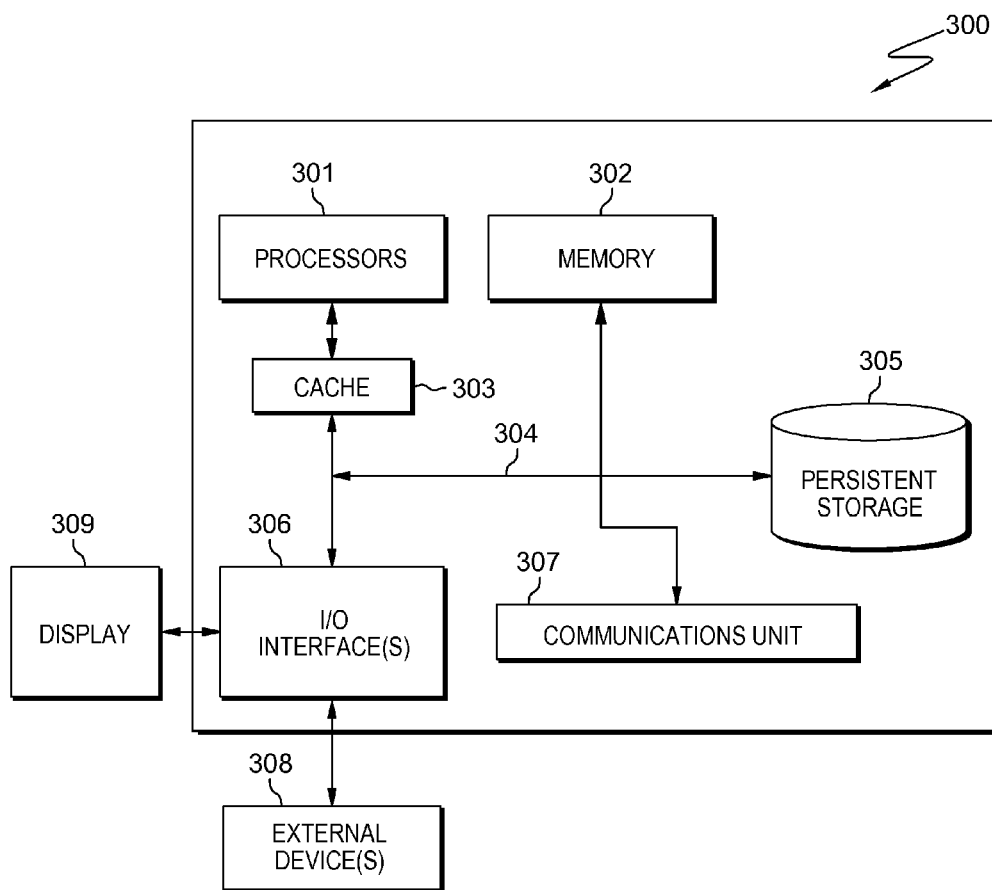 300
301
302
PROCESSORS
MEMORY
CACHE
303
305
304
PERSISTENT
STORAGE
309
306
307
DISPLAY
I/O
INTERFACE(S)
COMMUNICATIONS UNIT
308
EXTERNAL
DEVICE(S)